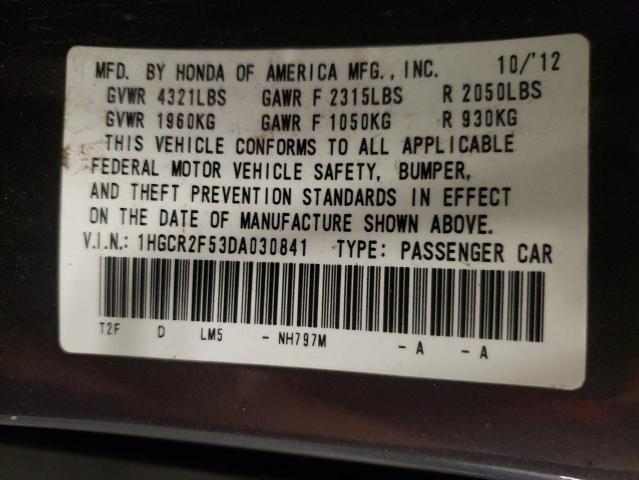 MFD. BY HONDA OF AMERICA MFG., INC. 10/'12
GVWR 4321LBS GAWR F 2315LBS R 2050LBS
GVWR 1960KG GAWR F 1050KG R 930KG
THIS VEHICLE CONFORMS TO ALL APPLICABLE
FEDERAL MOTOR VEHICLE SAFETY, BUMPER,
AND THEFT PREVENTION STANDARDS IN EFFECT
ON THE DATE OF MANUFACTURE SHOWN ABOVE.
V.I.N.: 1HGCR2F53DA030841 TYPE: PASSENGER CAR
T2F D LM5 - NH797M - A - A